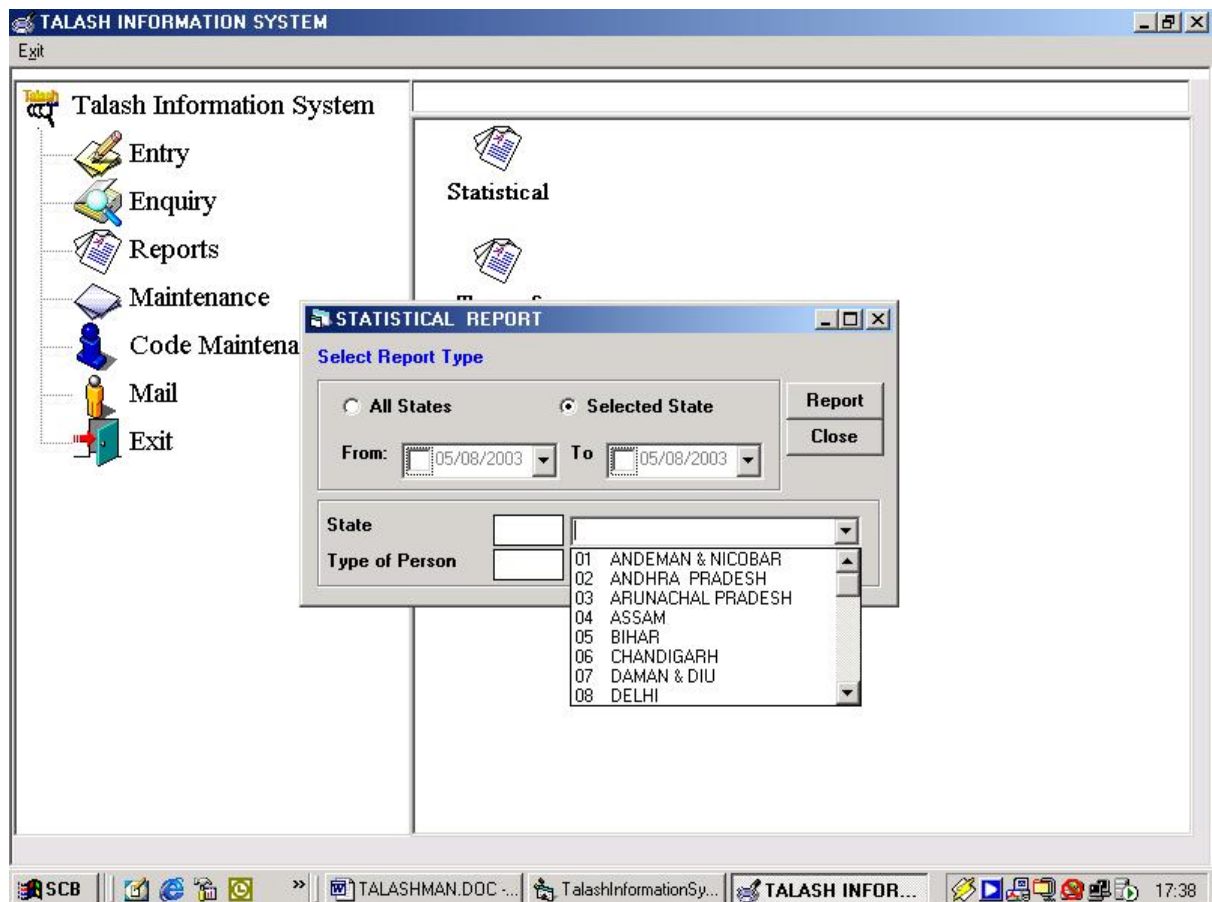 TALASH INFORMATION SYSTEM
Exit
Talash
Talash Information System
Entry
Enquiry
Reports
Maintenance
Code Maintena
Mail
Exit
Statistical
STATISTICAL REPORT
Select Report Type
All States
Selected State
Report
Close
From:
05/08/2003
To
05/08/2003
State
Type of Person
01 ANDEMAN & NICOBAR
02 ANDHRA PRADESH
03 ARUNACHAL PRADESH
04 ASSAM
05 BIHAR
06 CHANDIGARH
07 DAMAN & DIU
08 DELHI
SCB
»
TALASHMAN.DOC -...
TalashInformationSy...
TALASH INFOR...
17:38